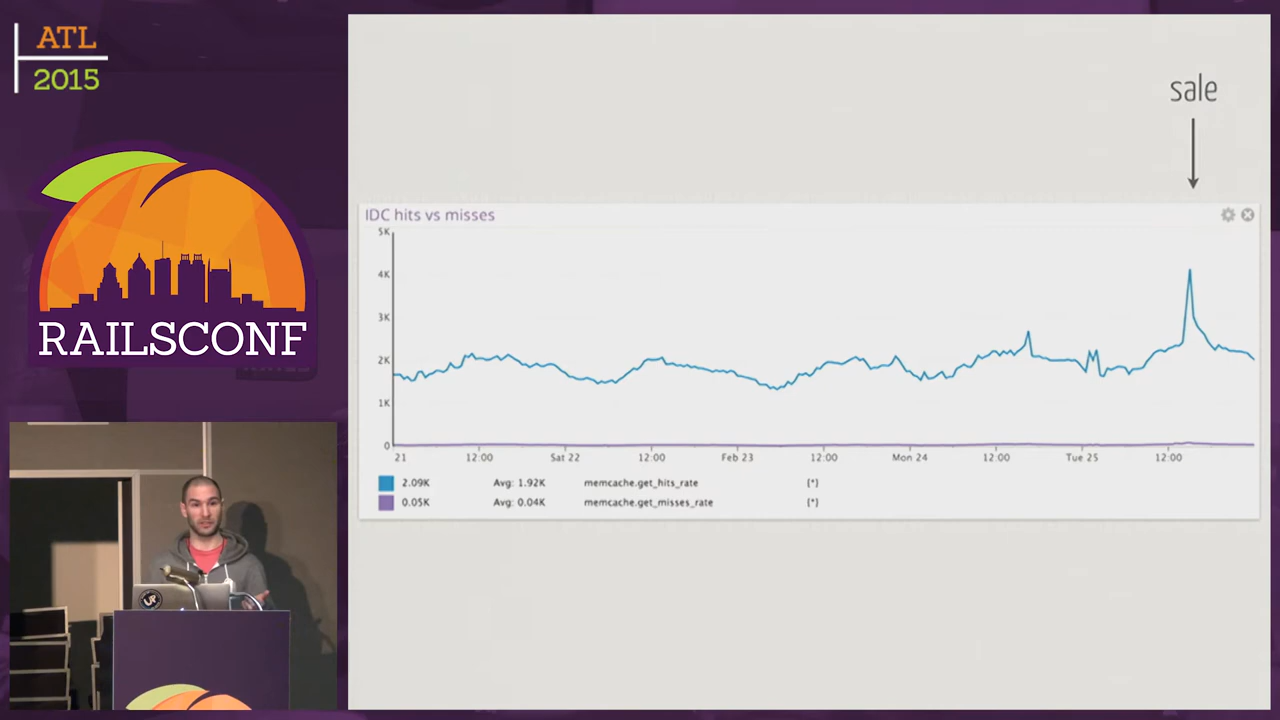 ATL
2015
RAILSCONF
sale
IDC hits vs misses
5K
4K
3K
2K
1K
0
21 12:00 Sat 22 12:00 Feb 23 12:00 Mon 24 12:00 Tue 25 12:00
2.09K Avg: 1.92K memcache.get_hits_rate {*}
0.05K Avg: 0.04K memcache.get_misses_rate {*}